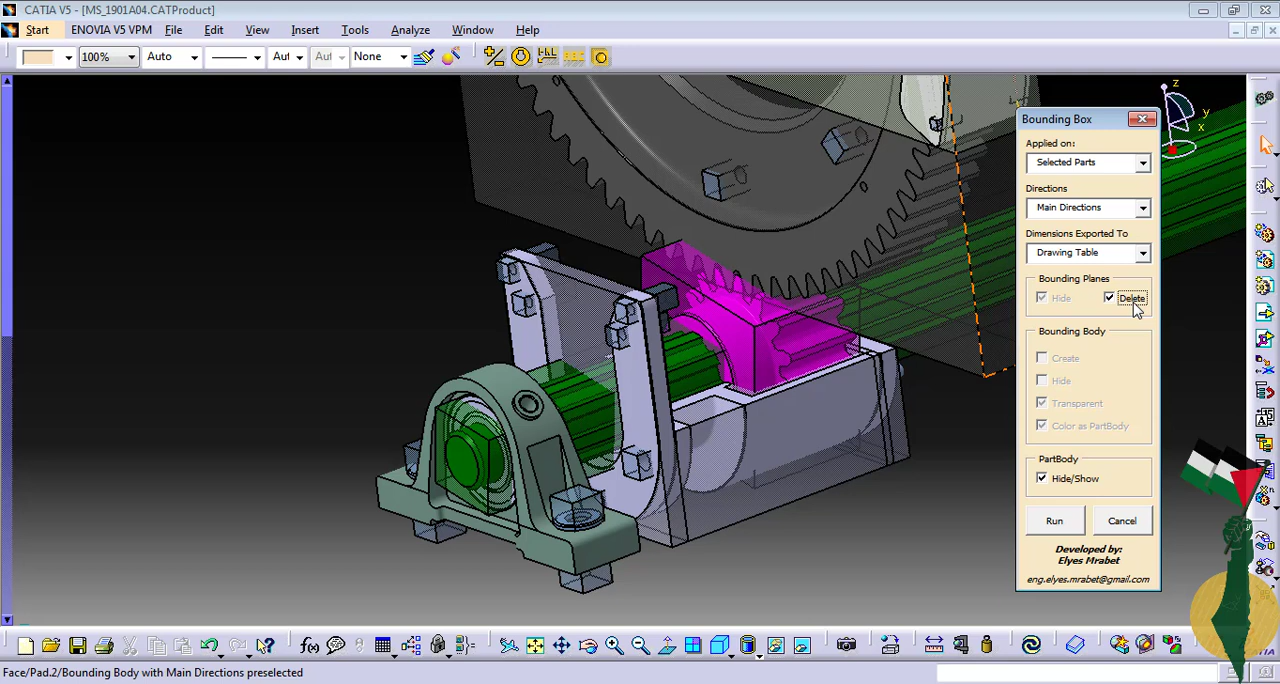 CATIA V5 - [MS_1901A04.CATProduct]
Start ENOVIA V5 VPM File Edit View Insert Tools Analyze Window Help
100% Auto Aut Aut None
z
y
x
Bounding Box
Applied on:
Selected Parts
Directions
Main Directions
Dimensions Exported To
Drawing Table
Bounding Planes
Hide Delete
Bounding Body
Create
Hide
Transparent
Color as PartBody
PartBody
Hide/Show
Run Cancel
Developed by:
Elyes Mrabet
eng.elyes.mrabet@gmail.com
f(x)
CATIA
Face/Pad.2/Bounding Body with Main Directions preselected